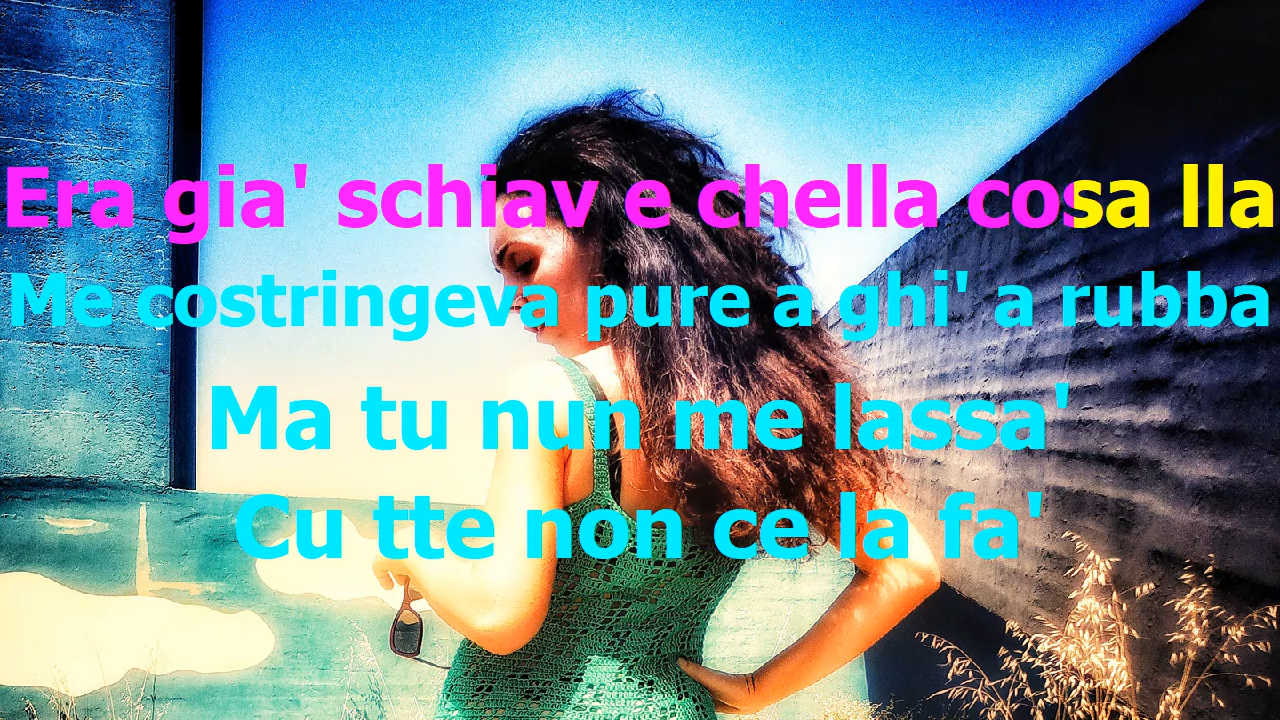 Era gia' schiav e chella cosa lla
Me costringeva pure a ghi' a rubba
Ma tu nun me lassa'
Cu tte non ce la fa'